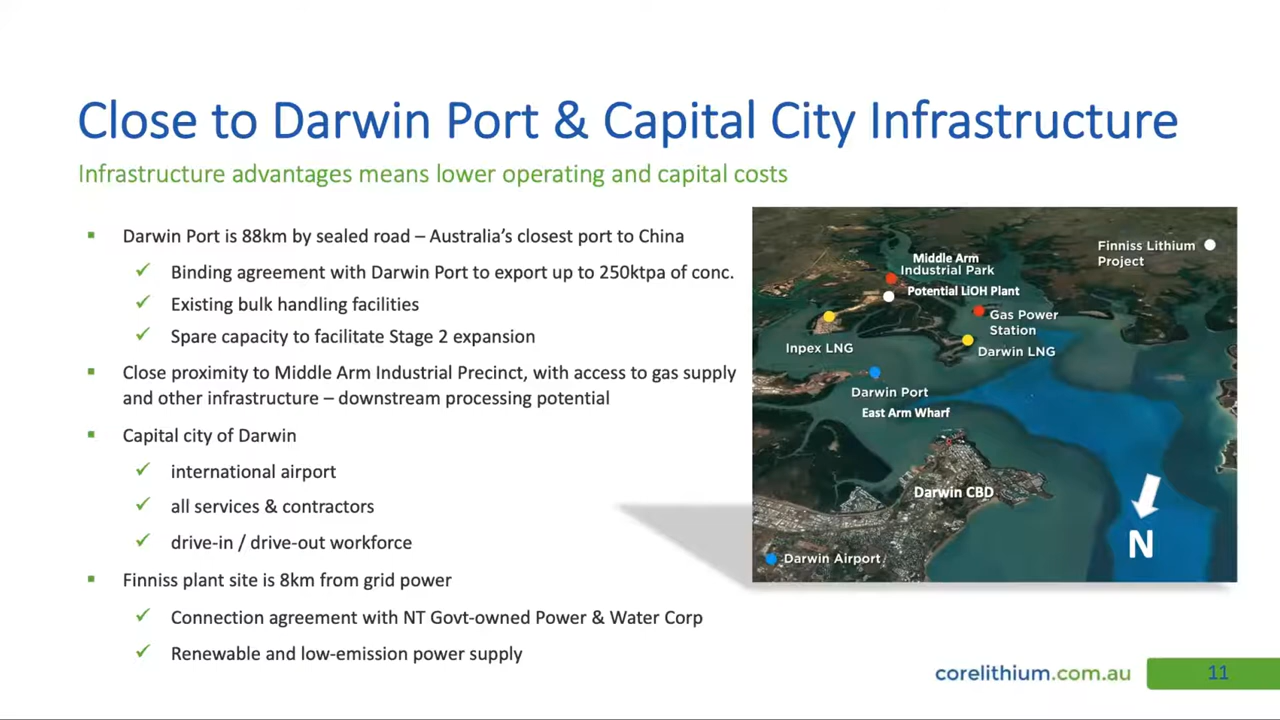 Close to Darwin Port & Capital City Infrastructure
Infrastructure advantages means lower operating and capital costs
Darwin Port is 88km by sealed road – Australia's closest port to China
Binding agreement with Darwin Port to export up to 250ktpa of conc.
Existing bulk handling facilities
Spare capacity to facilitate Stage 2 expansion
Close proximity to Middle Arm Industrial Precinct, with access to gas supply
and other infrastructure – downstream processing potential
Capital city of Darwin
international airport
all services & contractors
drive-in / drive-out workforce
Finniss plant site is 8km from grid power
Connection agreement with NT Govt-owned Power & Water Corp
Renewable and low-emission power supply
Finniss Lithium
Project
Middle Arm
Industrial Park
Potential LiOH Plant
Gas Power
Station
Inpex LNG
Darwin LNG
Darwin Port
East Arm Wharf
Darwin CBD
N
Darwin Airport
corelithium.com.au
11